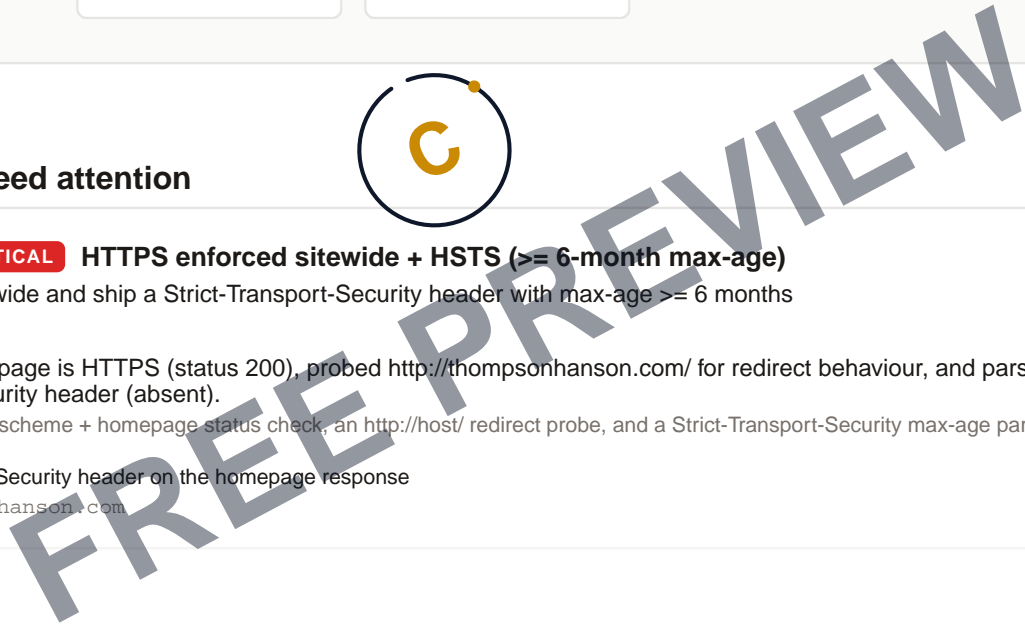 C
eed attention
TICAL HTTPS enforced sitewide + HSTS (>= 6-month max-age)
wide and ship a Strict-Transport-Security header with max-age >= 6 months
page is HTTPS (status 200), probed http://thompsonhanson.com/ for redirect behaviour, and pars
urity header (absent).
scheme + homepage status check, an http://host/ redirect probe, and a Strict-Transport-Security max-age par
Security header on the homepage response
hanson.com
FREE PREVIEW